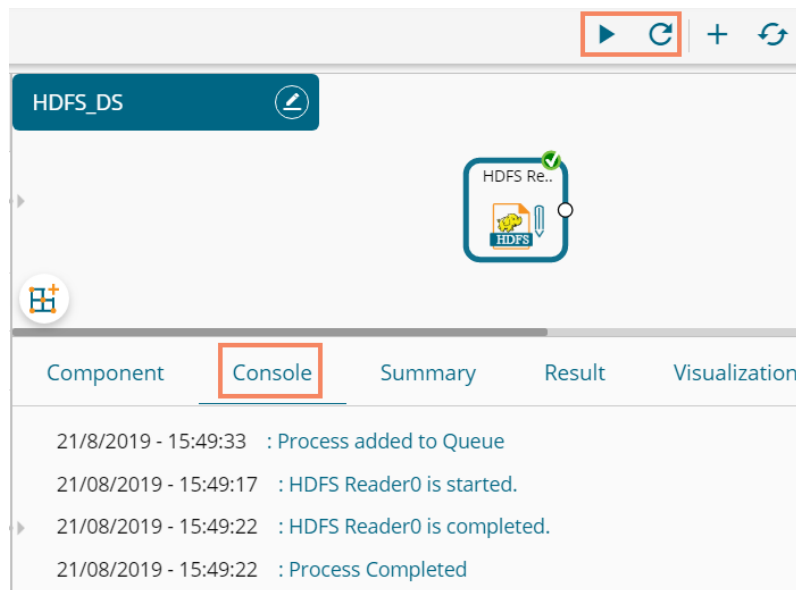 HDFS_DS
HDFS Re..
HDFS
Component Console Summary Result Visualization
21/8/2019 - 15:49:33 : Process added to Queue
21/08/2019 - 15:49:17 : HDFS Reader0 is started.
21/08/2019 - 15:49:22 : HDFS Reader0 is completed.
21/08/2019 - 15:49:22 : Process Completed